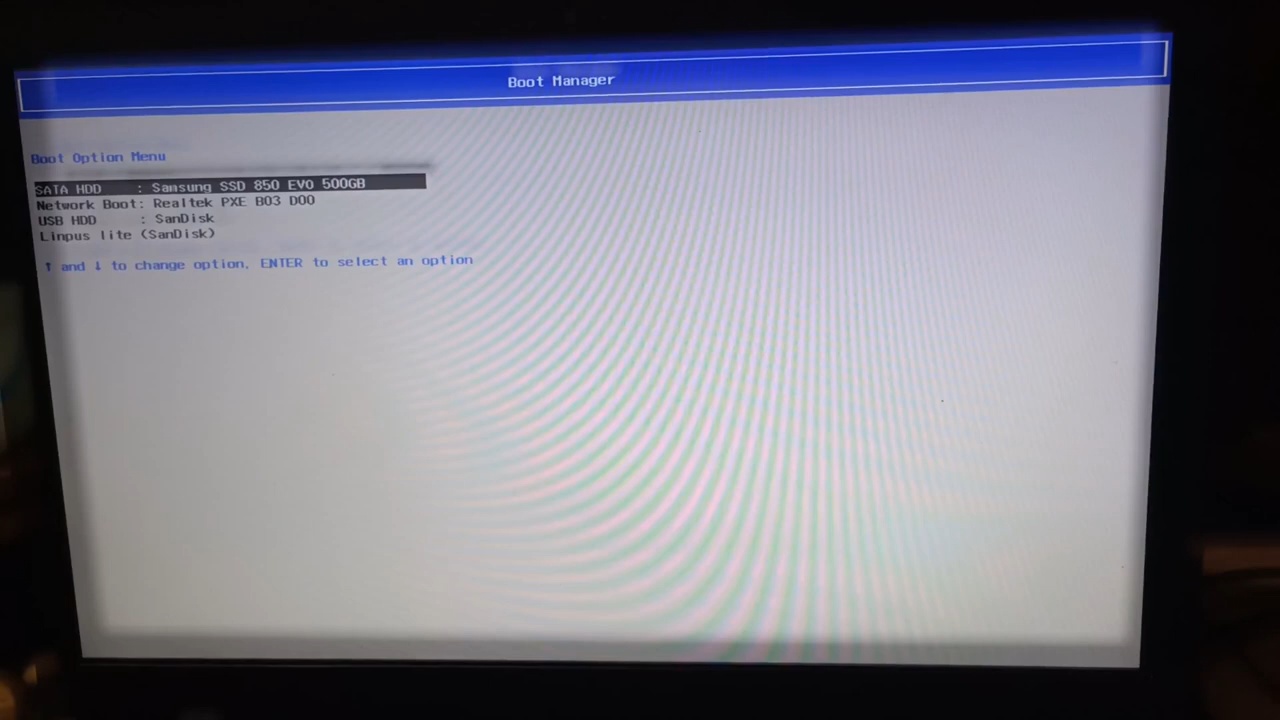 Boot Manager
Boot Option Menu
SATA HDD : Samsung SSD 850 EVO 500GB
Network Boot: Realtek PXE B03 D00
USB HDD : SanDisk
Linpus lite (SanDisk)
↑ and ↓ to change option, ENTER to select an option